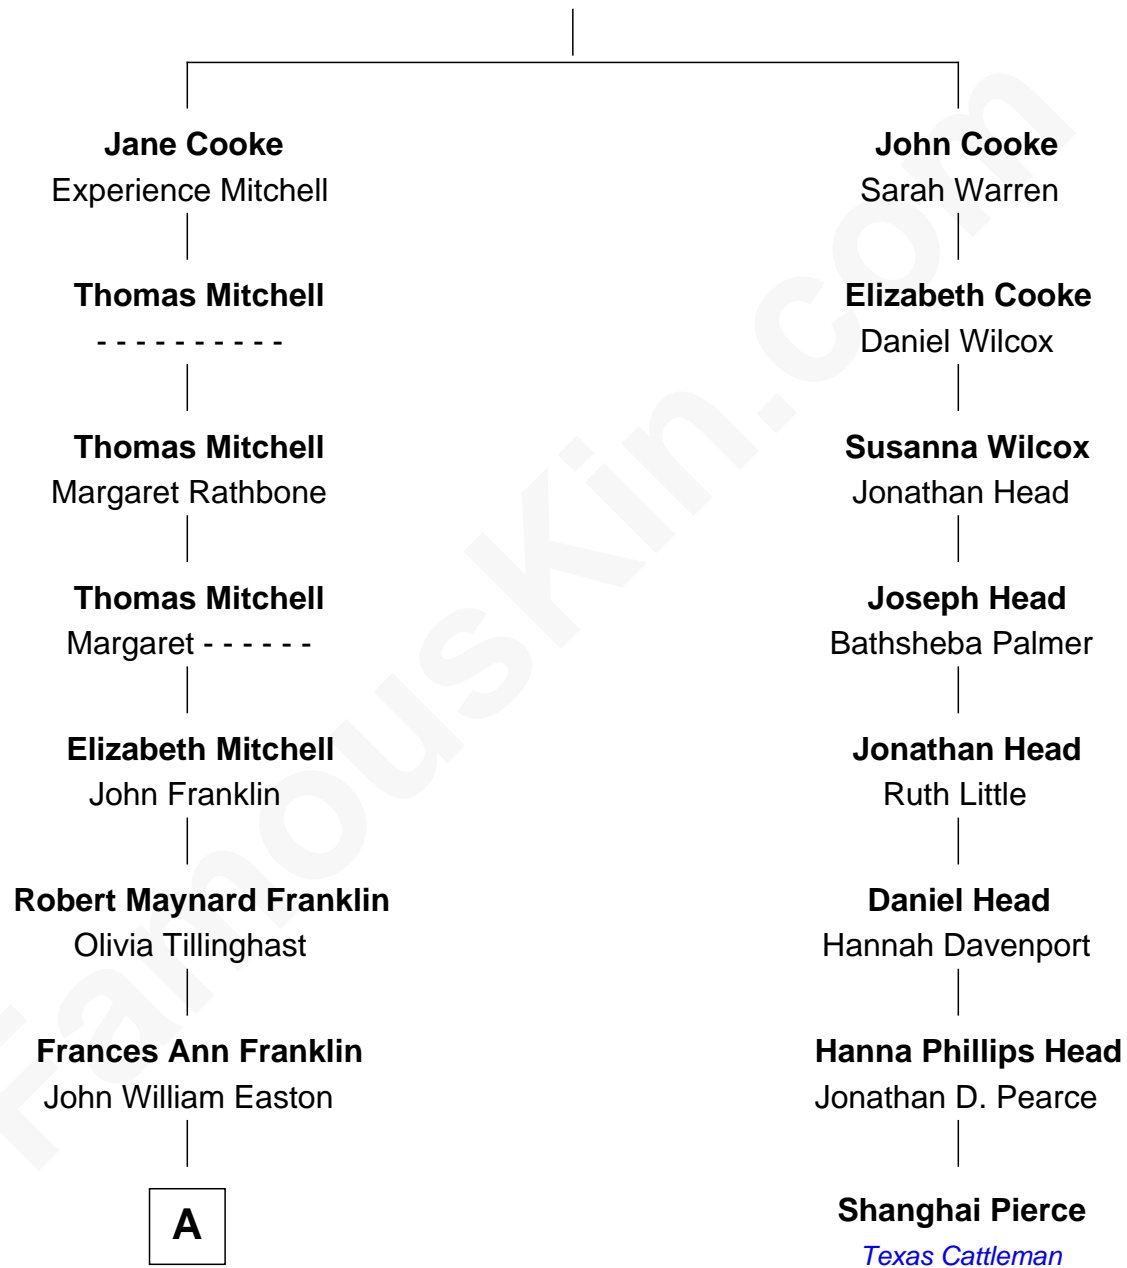 Jane Cooke
Experience Mitchell
Thomas Mitchell
- - - - - - - - - -
Thomas Mitchell
Margaret Rathbone
Thomas Mitchell
Margaret - - - - - -
Elizabeth Mitchell
John Franklin
Robert Maynard Franklin
Olivia Tillinghast
Frances Ann Franklin
John William Easton
A
John Cooke
Sarah Warren
Elizabeth Cooke
Daniel Wilcox
Susanna Wilcox
Jonathan Head
Joseph Head
Bathsheba Palmer
Jonathan Head
Ruth Little
Daniel Head
Hannah Davenport
Hanna Phillips Head
Jonathan D. Pearce
Shanghai Pierce
Texas Cattleman
FamousKin.com